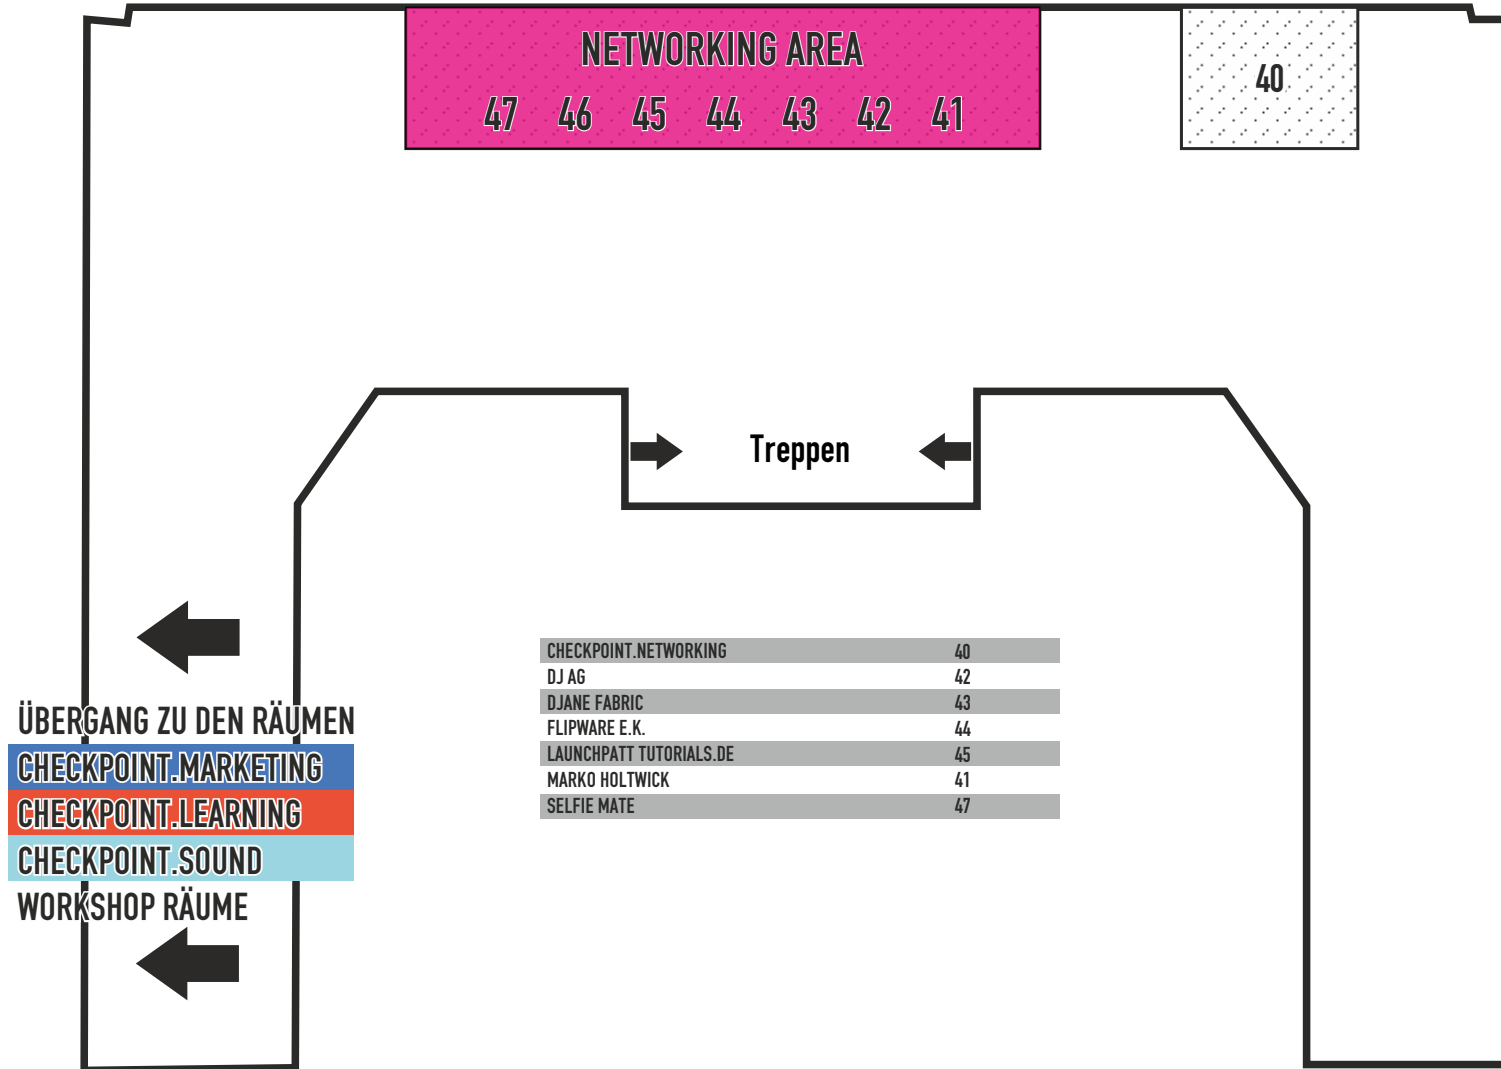 NETWORKING AREA
47 46 45 44 43 42 41
40
Treppen
CHECKPOINT.NETWORKING 40
DJ AG 42
DJANE FABRIC 43
FLIPWARE E.K. 44
LAUNCHPATT TUTORIALS.DE 45
MARKO HOLTWICK 41
SELFIE MATE 47
ÜBERGANG ZU DEN RÄUMEN
CHECKPOINT.MARKETING
CHECKPOINT.LEARNING
CHECKPOINT.SOUND
WORKSHOP RÄUME